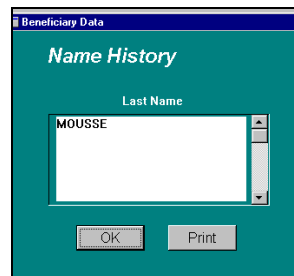 Beneficiary Data
Name History
Last Name
MOUSSE
OK
Print